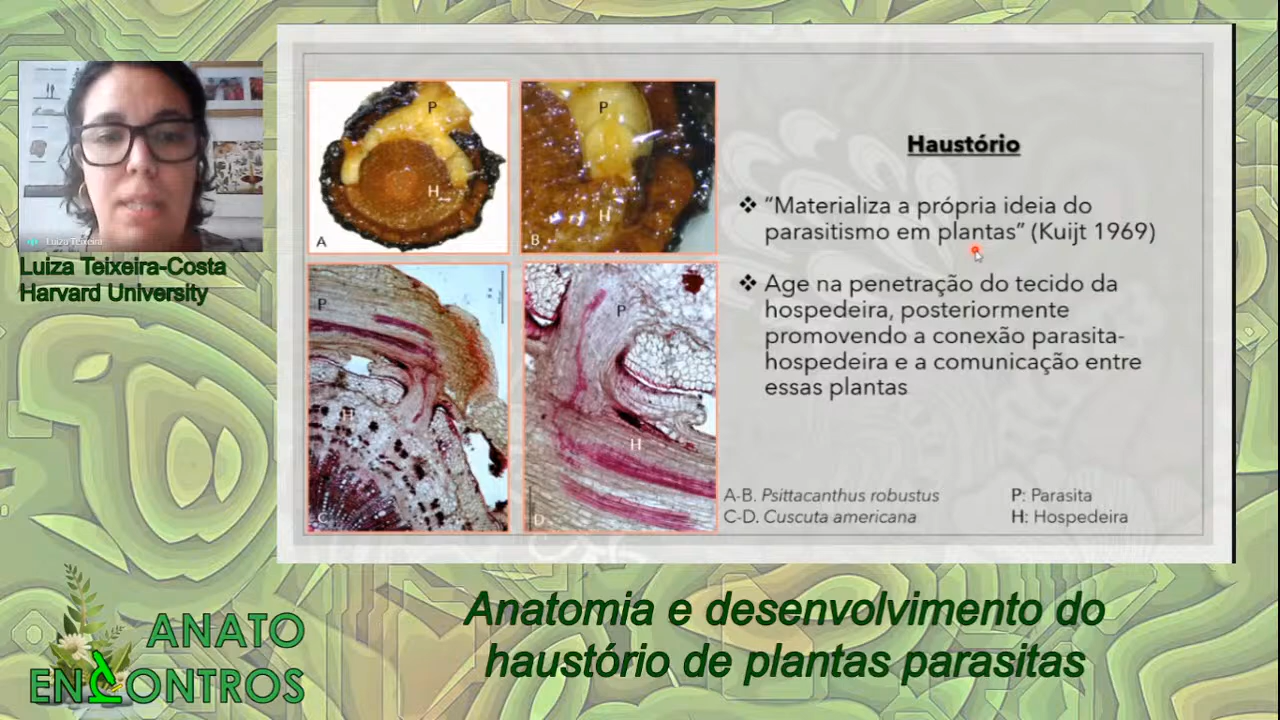 Luiza Teixeira
Luiza Teixeira-Costa
Harvard University
P
H
A
P
H
B
P
H
C
P
H
D
Haustório
❖ “Materializa a própria ideia do
parasitismo em plantas” (Kuijt 1969)
❖ Age na penetração do tecido da
hospedeira, posteriormente
promovendo a conexão parasita-
hospedeira e a comunicação entre
essas plantas
A-B. Psittacanthus robustus
C-D. Cuscuta americana
P: Parasita
H: Hospedeira
ANATO
ENCONTROS
Anatomia e desenvolvimento do
haustório de plantas parasitas